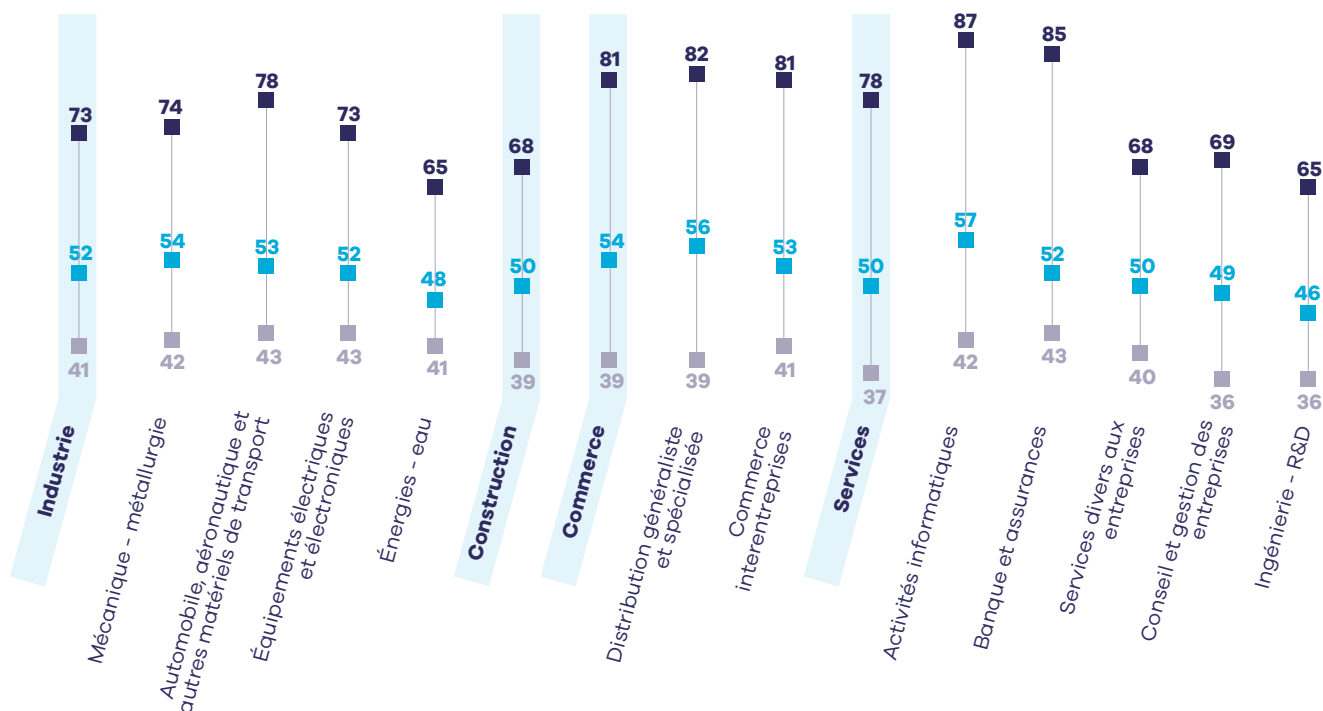 73
52
41
Industrie
74
54
42
Mécanique - métallurgie
78
53
43
Automobile, aéronautique et
autres matériels de transport
73
52
43
Équipements électriques
et électroniques
65
48
41
Énergies - eau
68
50
39
Construction
81
54
39
Commerce
82
56
39
Distribution généraliste
et spécialisée
81
53
41
Commerce
interentreprises
78
50
37
Services
87
57
42
Activités informatiques
85
52
43
Banque et assurances
68
50
40
Services divers aux
entreprises
69
49
36
Conseil et gestion des
entreprises
65
46
36
Ingénierie - R&D